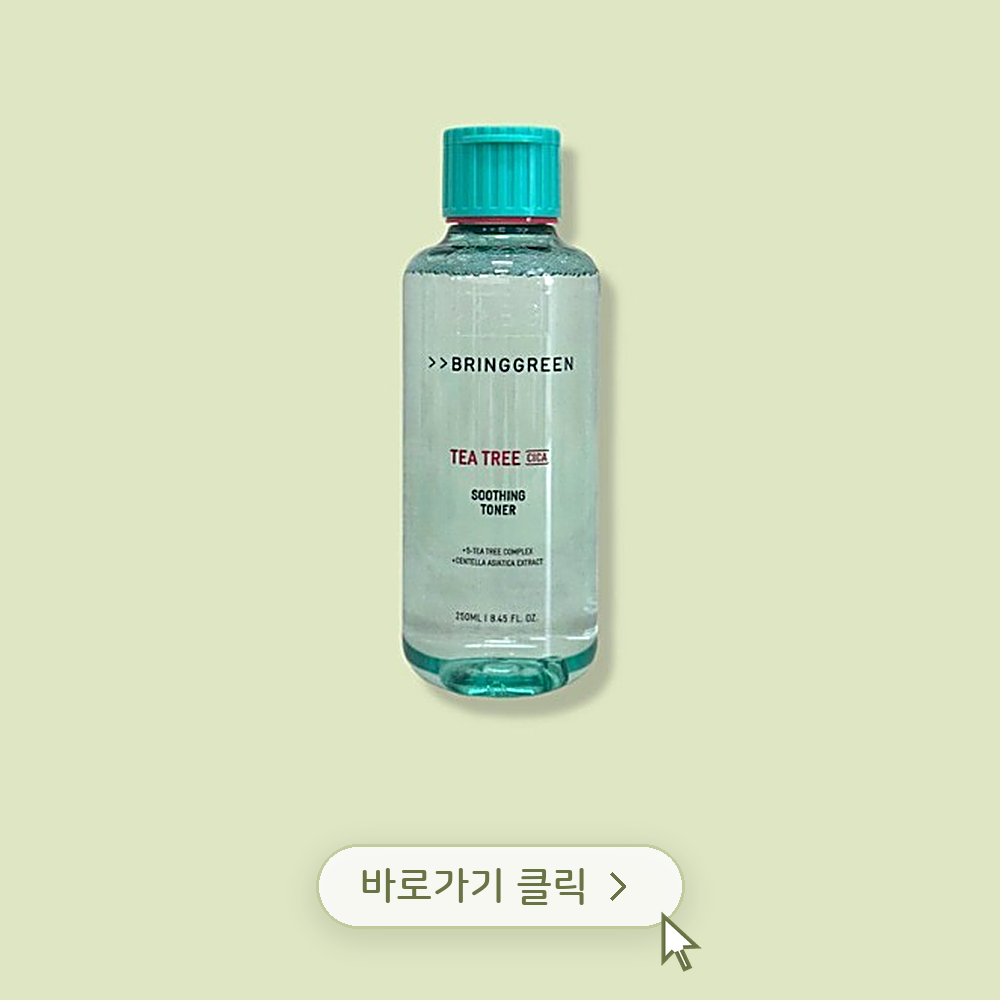 >>BRINGGREEN
TEA TREE CICA
SOOTHING
TONER
+5-TEA TREE COMPLEX
+CENTELLA ASIATICA EXTRACT
250ML | 8.45 FL. OZ.
바로가기 클릭 >